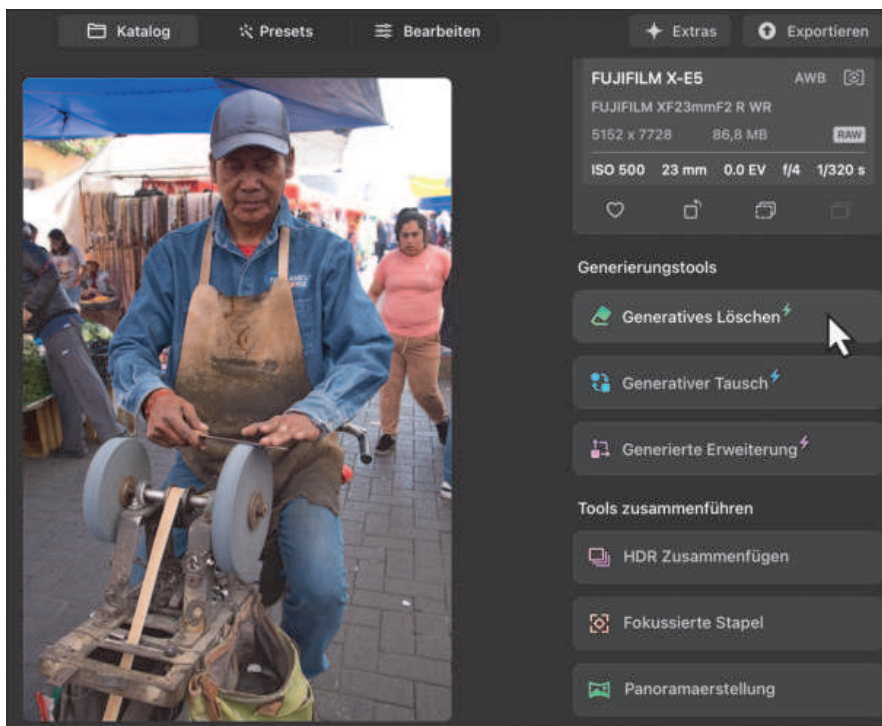 Katalog
Presets
Bearbeiten
Extras
Exportieren
FUJIFILM X-E5 AWB
FUJIFILM XF23mmF2 R WR
5152 x 7728 86,8 MB RAW
ISO 500 23 mm 0.0 EV f/4 1/320 s
Generierungstools
Generatives Löschen
Generativer Tausch
Generierte Erweiterung
Tools zusammenführen
HDR Zusammenfügen
Fokussierte Stapel
Panoramaerstellung